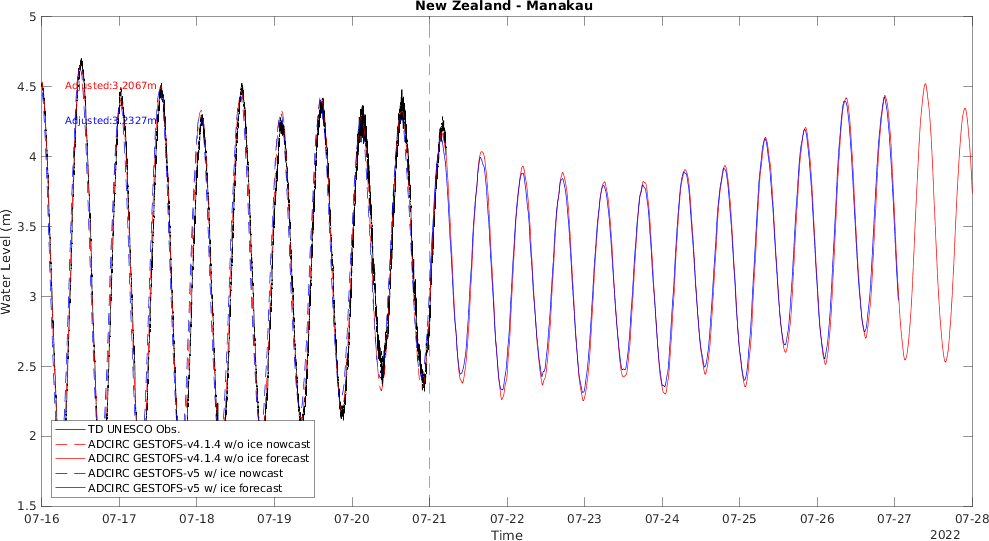 New Zealand - Manakau
5
4.5
4
3.5
3
2.5
2
1.5
Water Level (m)
Adjusted:3.2067m
Adjusted:3.2327m
TD UNESCO Obs.
ADCIRC GESTOFS-v4.1.4 w/o ice nowcast
ADCIRC GESTOFS-v4.1.4 w/o ice forecast
ADCIRC GESTOFS-v5 w/ ice nowcast
ADCIRC GESTOFS-v5 w/ ice forecast
07-16 07-17 07-18 07-19 07-20 07-21 07-22 07-23 07-24 07-25 07-26 07-27 07-28
Time
2022